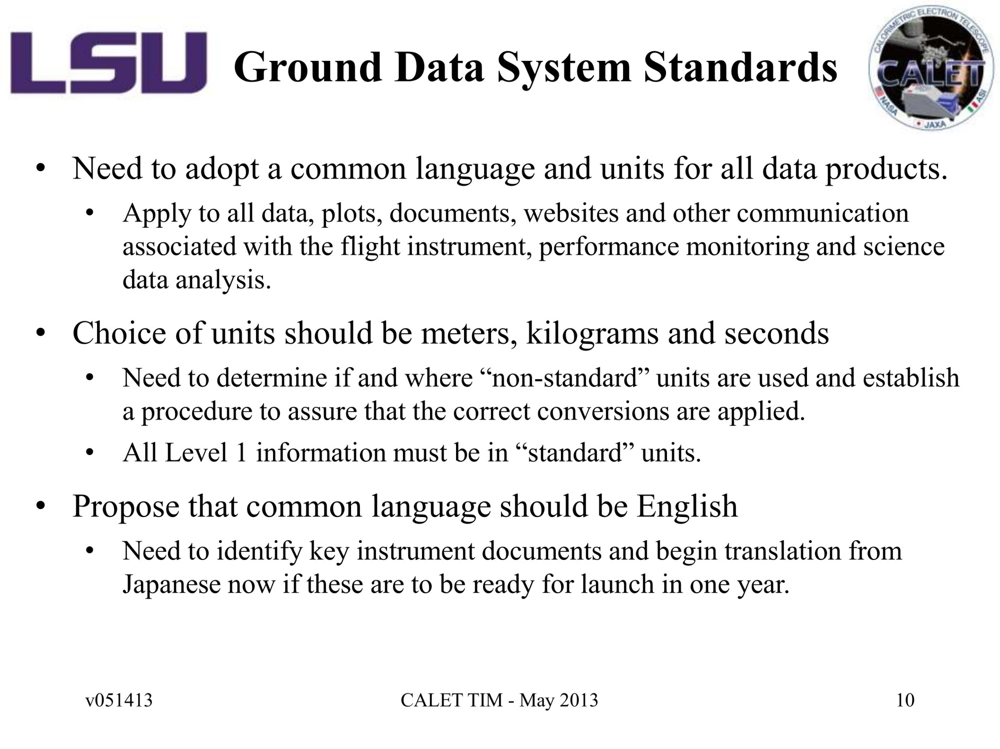 LSU
Ground Data System Standards
CALORIMETRIC ELECTRON TELESCOPE
CALET
NASA
JAXA
ASI
• Need to adopt a common language and units for all data products.
• Apply to all data, plots, documents, websites and other communication
associated with the flight instrument, performance monitoring and science
data analysis.
• Choice of units should be meters, kilograms and seconds
• Need to determine if and where “non-standard” units are used and establish
a procedure to assure that the correct conversions are applied.
• All Level 1 information must be in “standard” units.
• Propose that common language should be English
• Need to identify key instrument documents and begin translation from
Japanese now if these are to be ready for launch in one year.
v051413
CALET TIM - May 2013
10